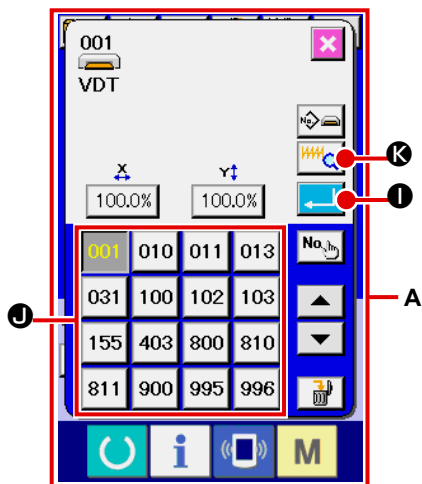 001
VDT
No.
K
X Y
100.0% 100.0%
I
001 010 011 013
No.
031 100 102 103
A
J
155 403 800 810
811 900 995 996
i M